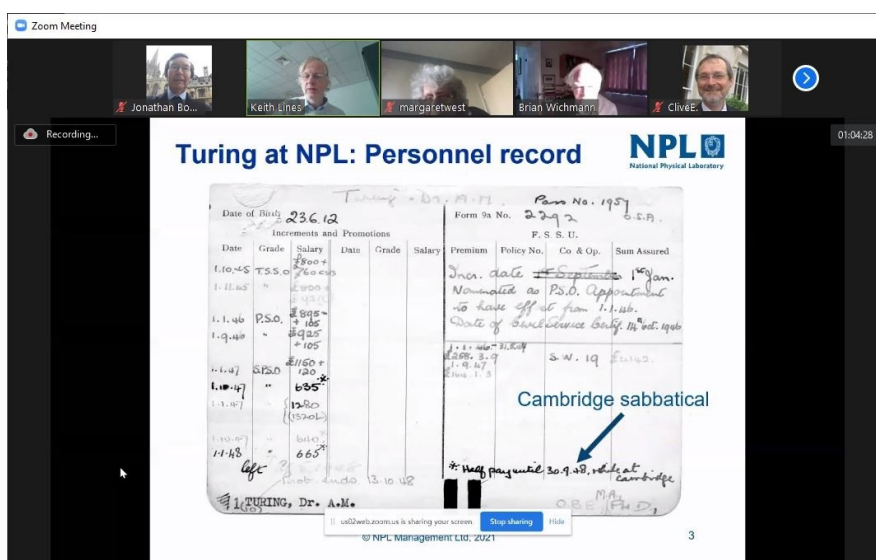 Zoom Meeting
Jonathan Bo...
Keith Lines
margaretwest
Brian Wichmann
CliveE.
Recording...
01:04:28
Turing at NPL: Personnel record
NPL
National Physical Laboratory
Turing - Dr. A. M.
Pass No. 1957
Date of Birth 23.6.12
Form 9a No. 2292 O.S.A.
Increments and Promotions
F. S. S. U.
Date Grade Salary Date Grade Salary Premium Policy No. Co & Op. Sum Assured
£800 +
1.10.45 T.S.S.O
Incr. date 1st Jan.
1.11.45 " £800 +
Nominated as P.S.O. Appointment
to have eff ct from 1.1.46.
1.1.46 P.S.O. £895 -
+ 105
Date of Civil Service Certif. 14th Oct. 1946
1.9.46 " £925
+ 105
S.P.S.O £1160 +
120
S.W. 19
1.10.47 " 635*
1280
Cambridge sabbatical
1.1.48 " 665*
left
13.10.48
* Half pay until 30.9.48, while at
Cambridge
TURING, Dr. A.M.
O.B.E. M.A, PH.D,
us02web.zoom.us is sharing your screen. Stop sharing Hide
© NPL Management Ltd, 2021
3